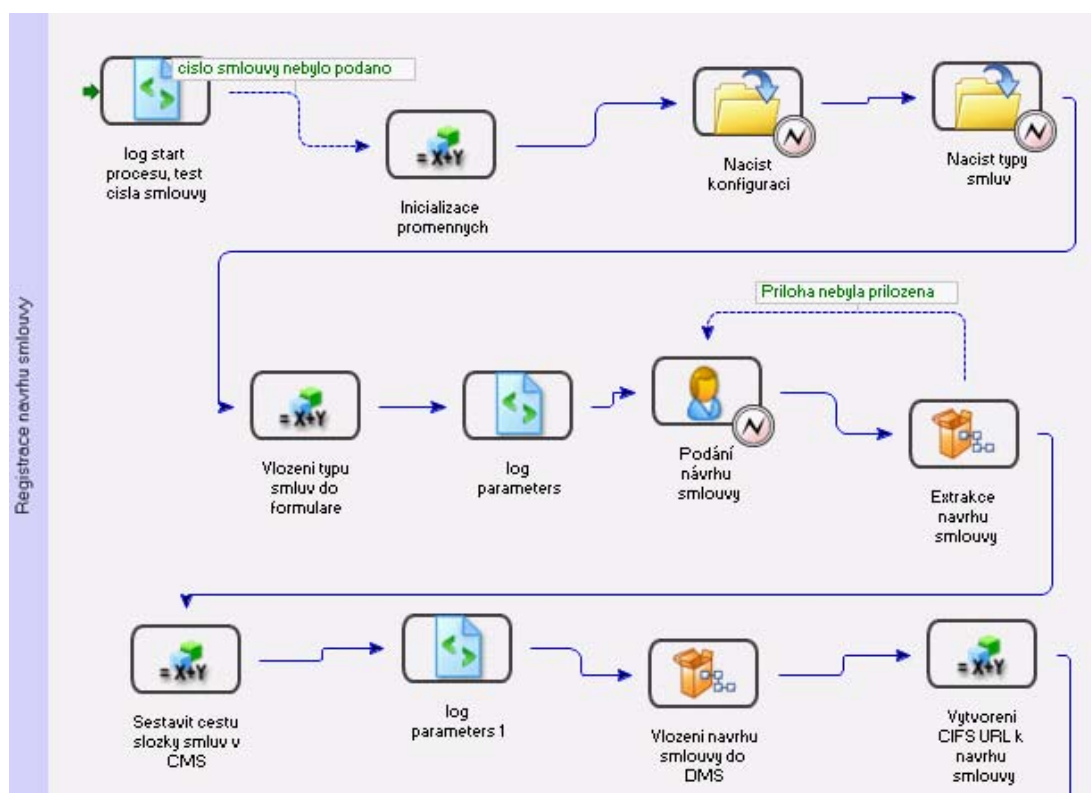 Registrace navrhu smlouvy
cislo smlouvy nebylo podano
log start
procesu, test
cisla smlouvy
= X+Y
Inicializace
promennych
Nacist
konfiguraci
Nacist typy
smluv
Priloha nebyla prilozena
= X+Y
Vlozeni typu
smluv do
formulare
log
parameters
Podání
návrhu
smlouvy
Extrakce
navrhu
smlouvy
= X+Y
Sestavit cestu
slozky smluv v
CMS
log
parameters 1
Vlozeni navrhu
smlouvy do
DMS
= X+Y
Vytvoreni
CIFS URL k
navrhu
smlouvy